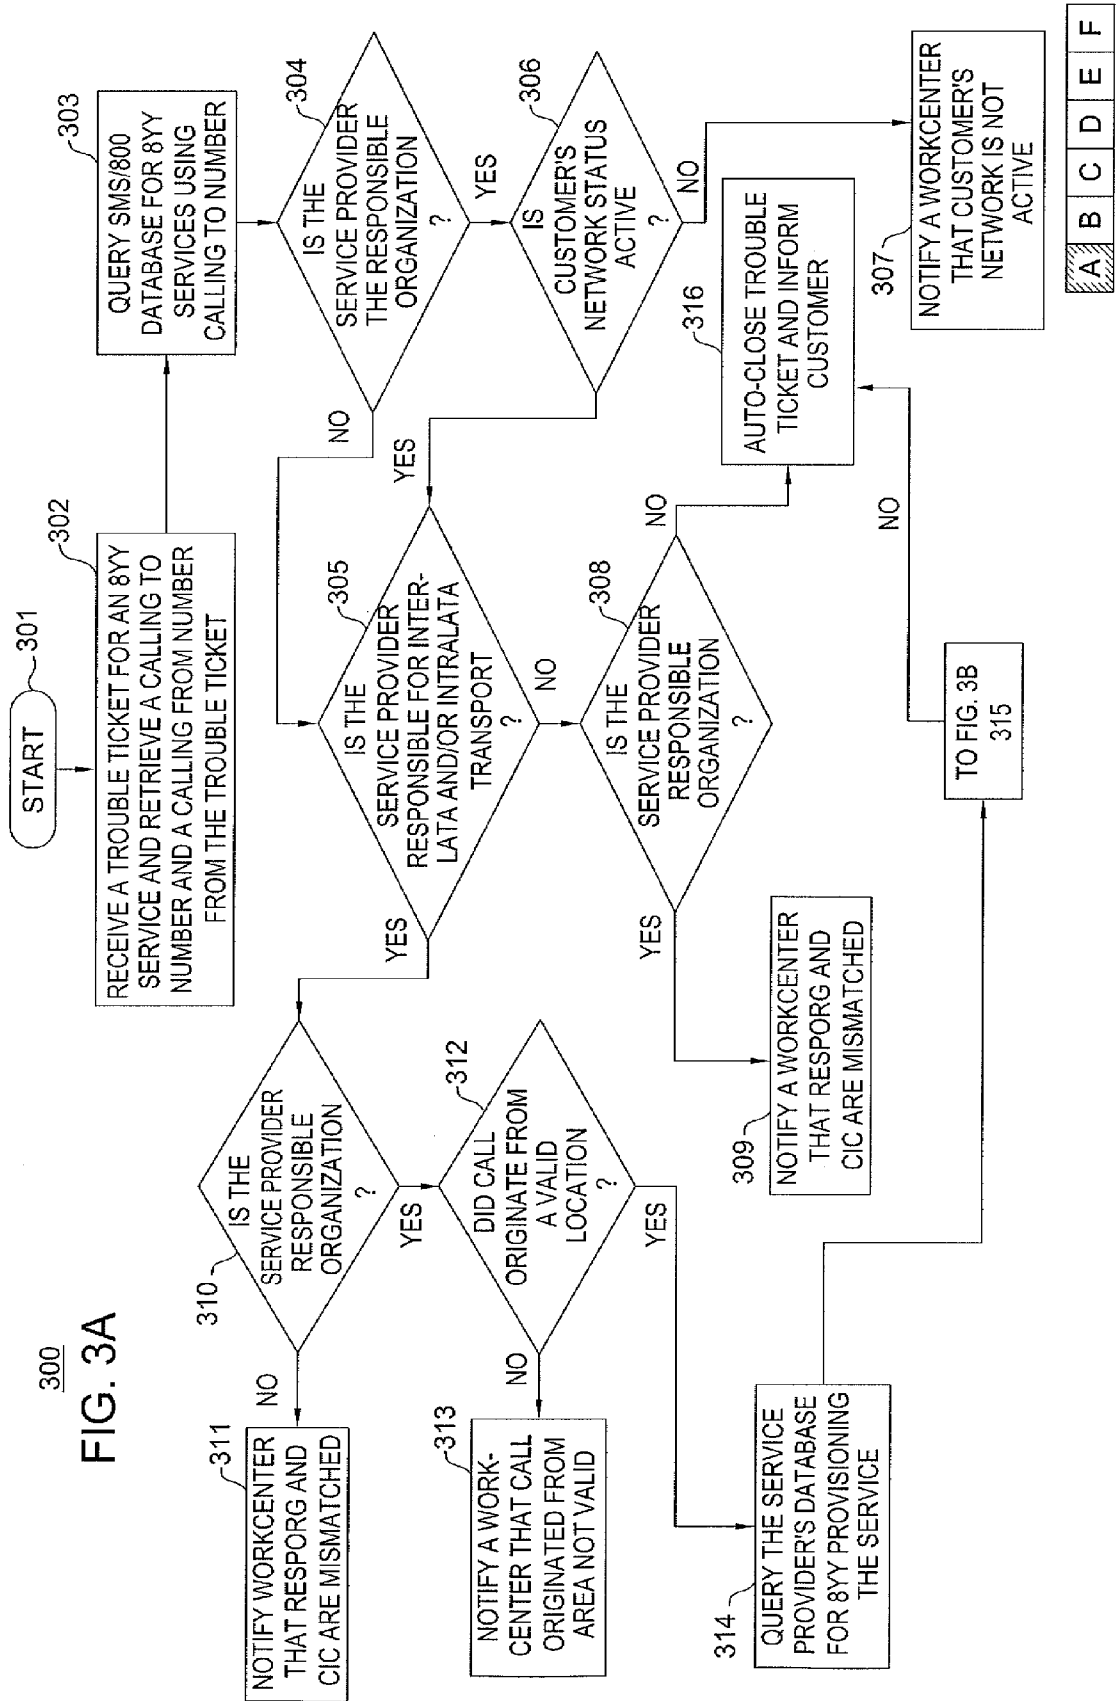 300
FIG. 3A
START
301
RECEIVE A TROUBLE TICKET FOR AN 8YY
SERVICE AND RETRIEVE A CALLING TO
NUMBER AND A CALLING FROM NUMBER
FROM THE TROUBLE TICKET
302
QUERY SMS/800
DATABASE FOR 8YY
SERVICES USING
CALLING TO NUMBER
303
IS THE
SERVICE PROVIDER
THE RESPONSIBLE
ORGANIZATION
?
304
NO
YES
IS THE
SERVICE PROVIDER
RESPONSIBLE FOR INTER-
LATA AND/OR INTRALATA
TRANSPORT
?
305
YES
NO
IS
CUSTOMER'S
NETWORK STATUS
ACTIVE
?
306
YES
NO
NOTIFY A WORKCENTER
THAT CUSTOMER'S
NETWORK IS NOT
ACTIVE
307
IS THE
SERVICE PROVIDER
RESPONSIBLE
ORGANIZATION
?
308
YES
NO
NOTIFY A WORKCENTER
THAT RESPORG AND
CIC ARE MISMATCHED
309
IS THE
SERVICE PROVIDER
RESPONSIBLE
ORGANIZATION
?
310
NO
YES
NOTIFY WORKCENTER
THAT RESPORG AND
CIC ARE MISMATCHED
311
DID CALL
ORIGINATE FROM
A VALID
LOCATION
?
312
NO
YES
NOTIFY A WORK-
CENTER THAT CALL
ORIGINATED FROM
AREA NOT VALID
313
QUERY THE SERVICE
PROVIDER'S DATABASE
FOR 8YY PROVISIONING
THE SERVICE
314
TO FIG. 3B
315
NO
AUTO-CLOSE TROUBLE
TICKET AND INFORM
CUSTOMER
316
A B C D E F